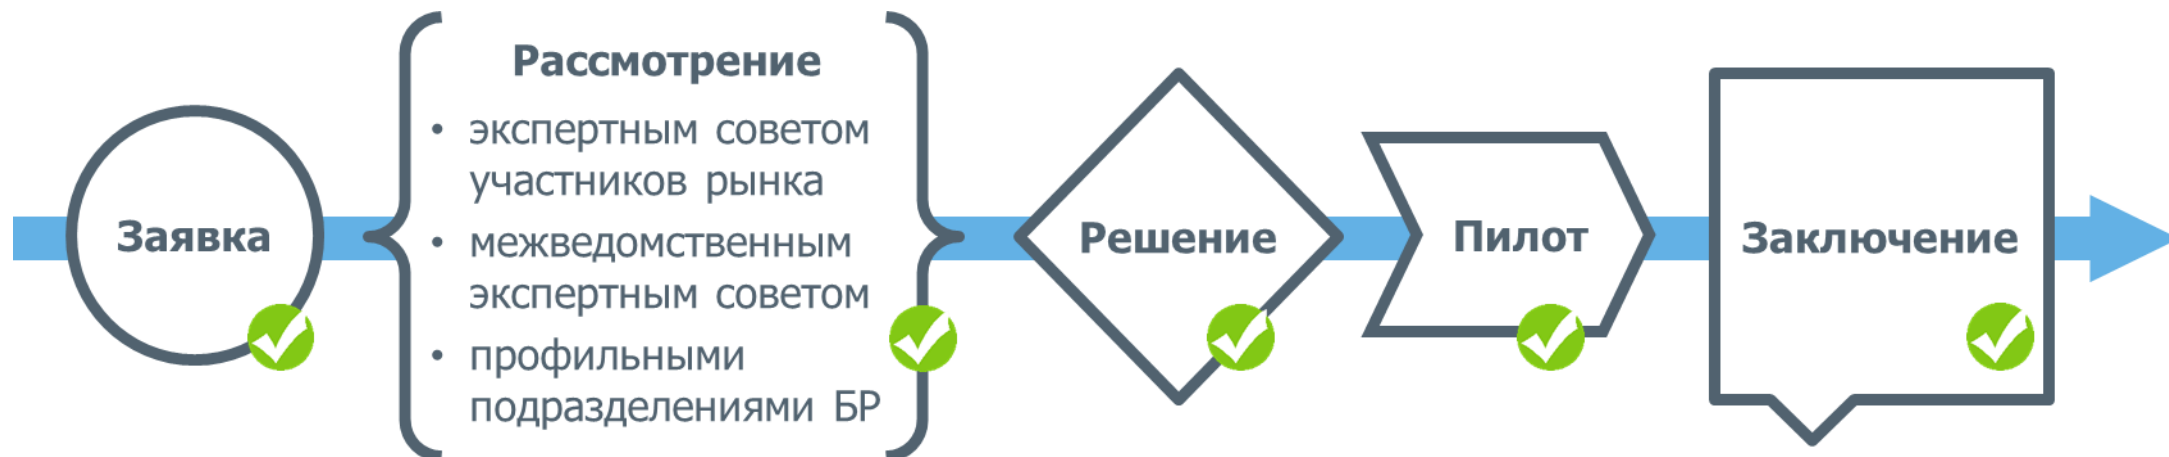 Заявка
Рассмотрение
• экспертным советом
участников рынка
• межведомственным
экспертным советом
• профильными
подразделениями БР
Решение
Пилот
Заключение